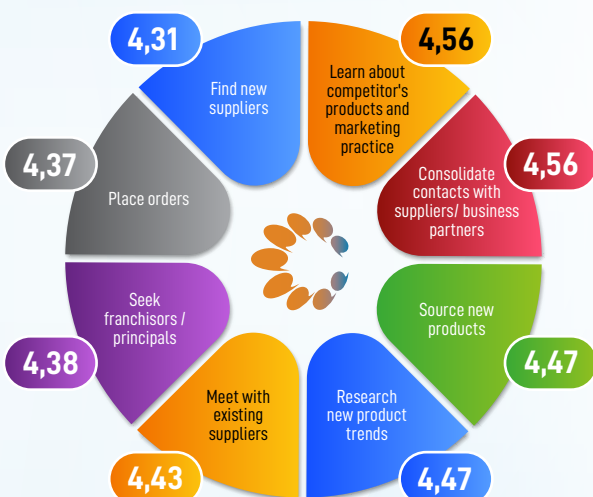 4,31
Find new
suppliers
4,56
Learn about
competitor's
products and
marketing
practice
4,56
Consolidate
contacts with
suppliers/ business
partners
4,47
Source new
products
4,47
Research
new product
trends
4,43
Meet with
existing
suppliers
4,38
Seek
franchisors /
principals
4,37
Place orders